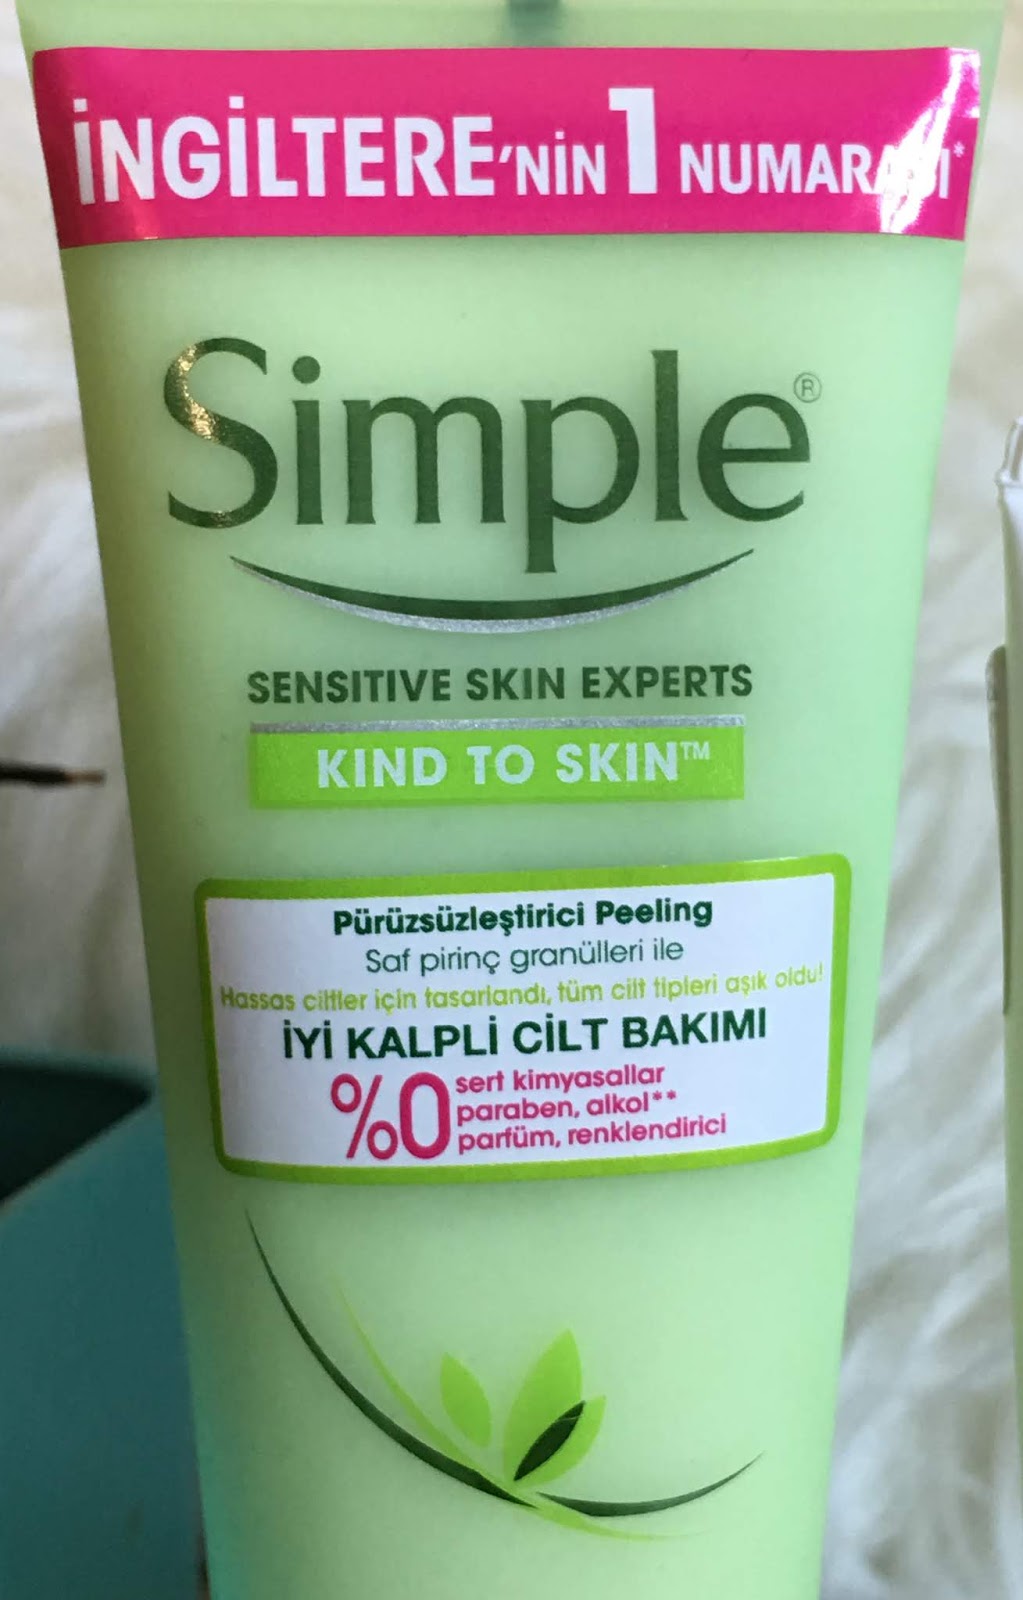 İNGİLTERE'NİN 1 NUMARASI*
Simple®
SENSITIVE SKIN EXPERTS
KIND TO SKIN™
Pürüzsüzleştirici Peeling
Saf pirinç granülleri ile
Hassas ciltler için tasarlandı, tüm cilt tipleri aşık oldu!
İYİ KALPLİ CİLT BAKIMI
%0 sert kimyasallar
paraben, alkol**
parfüm, renklendirici